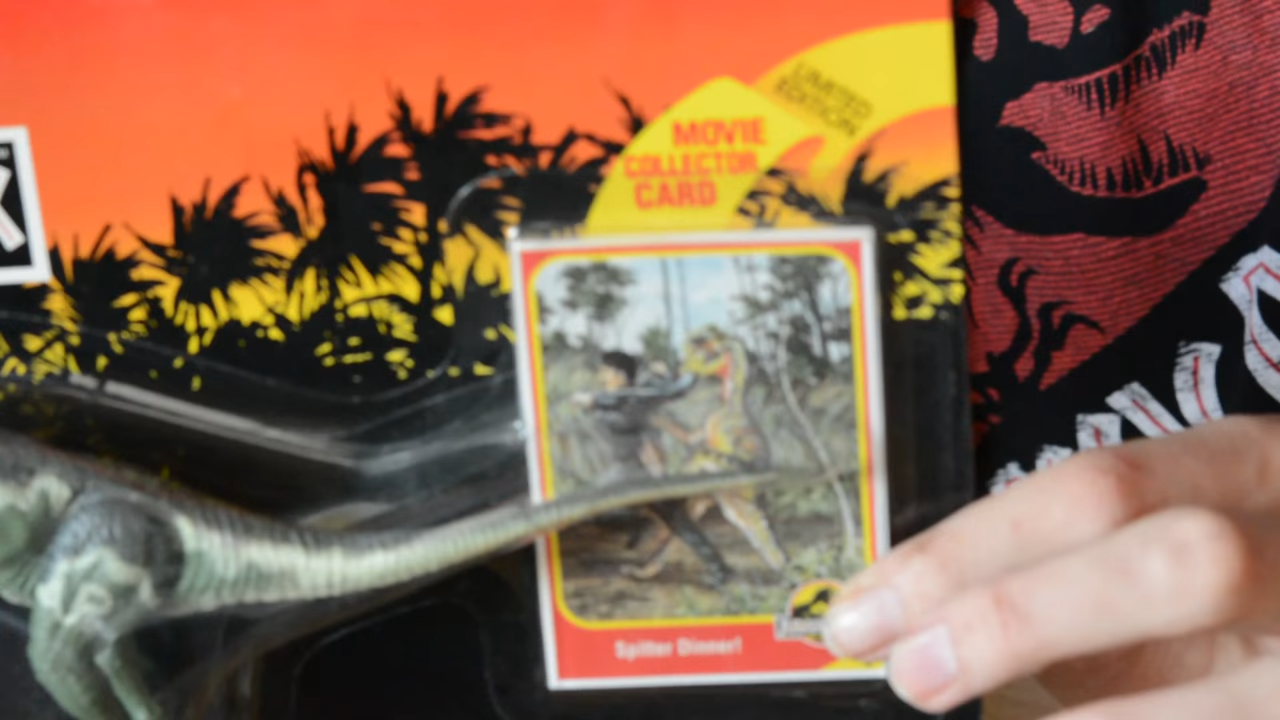 LIMITED
EDITION
MOVIE
COLLECTOR
CARD
Spitter Dinner!